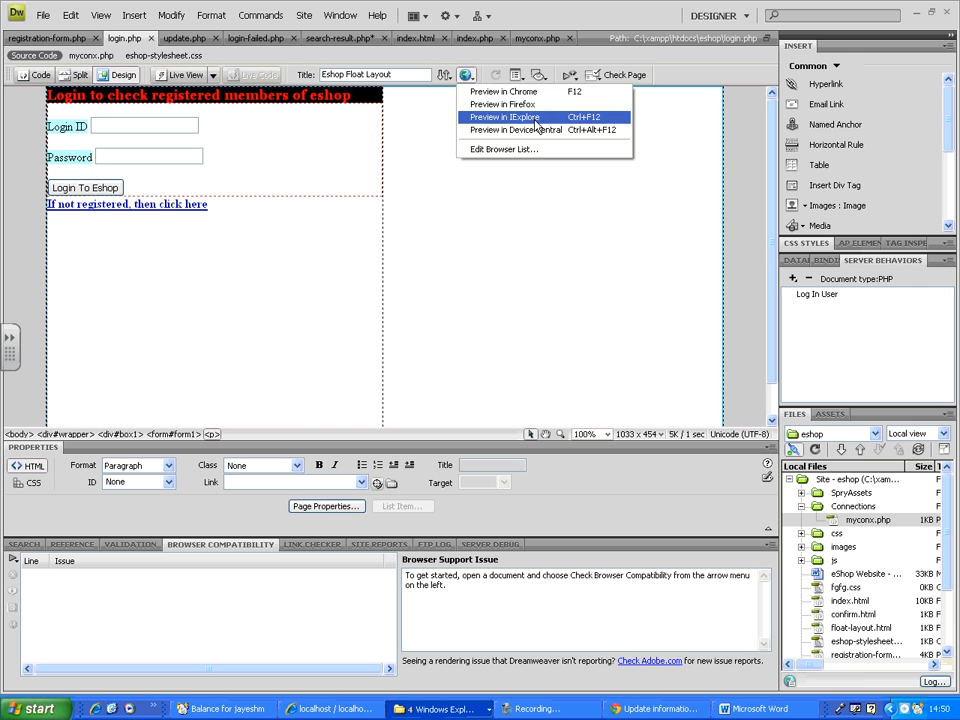 Dw File Edit View Insert Modify Format Commands Site Window Help DESIGNER
registration-form.php login.php update.php login-failed.php search-result.php* index.html index.php myconx.php Path: C:\xampp\htdocs\eshop\login.php
Source Code myconx.php eshop-stylesheet.css
Code Split Design Live View Live Code Title: Eshop Float Layout Check Page
Preview in Chrome F12
Preview in Firefox
Preview in IExplore Ctrl+F12
Preview in DeviceCentral Ctrl+Alt+F12
Edit Browser List...
Login to check registered members of eshop
Login ID
Password
Login To Eshop
If not registered, then click here
INSERT
Common
Hyperlink
Email Link
Named Anchor
Horizontal Rule
Table
Insert Div Tag
Images : Image
Media
CSS STYLES AP ELEMEN TAG INSPE
DATA BINDI SERVER BEHAVIORS
Document type:PHP
Log In User
<body> <div#wrapper> <div#box1> <form#form1> <p> 100% 1033 x 454 5K / 1 sec Unicode (UTF-8)
PROPERTIES
HTML Format Paragraph Class None B I Title
CSS ID None Link Target
Page Properties... List Item...
SEARCH REFERENCE VALIDATION BROWSER COMPATIBILITY LINK CHECKER SITE REPORTS FTP LOG SERVER DEBUG
Line Issue
Browser Support Issue
To get started, open a document and choose Check Browser Compatibility from the arrow menu
on the left.
Seeing a rendering issue that Dreamweaver isn't reporting? Check Adobe.com for new issue reports.
FILES ASSETS
eshop Local view
Local Files Size
Site - eshop (C:\xam...
SpryAssets
Connections
myconx.php 1KB P
css
images
js
eShop Website - ... 33KB
fgfg.css 0KB F
index.html 10KB F
confirm.html 1KB F
float-layout.html 1KB F
eshop-stylesheet... 1KB F
registration-form... 1KB
Log...
start Balance for jayeshm localhost / localho... 4 Windows Expl... Recording... Update informatio... Microsoft Word 14:50